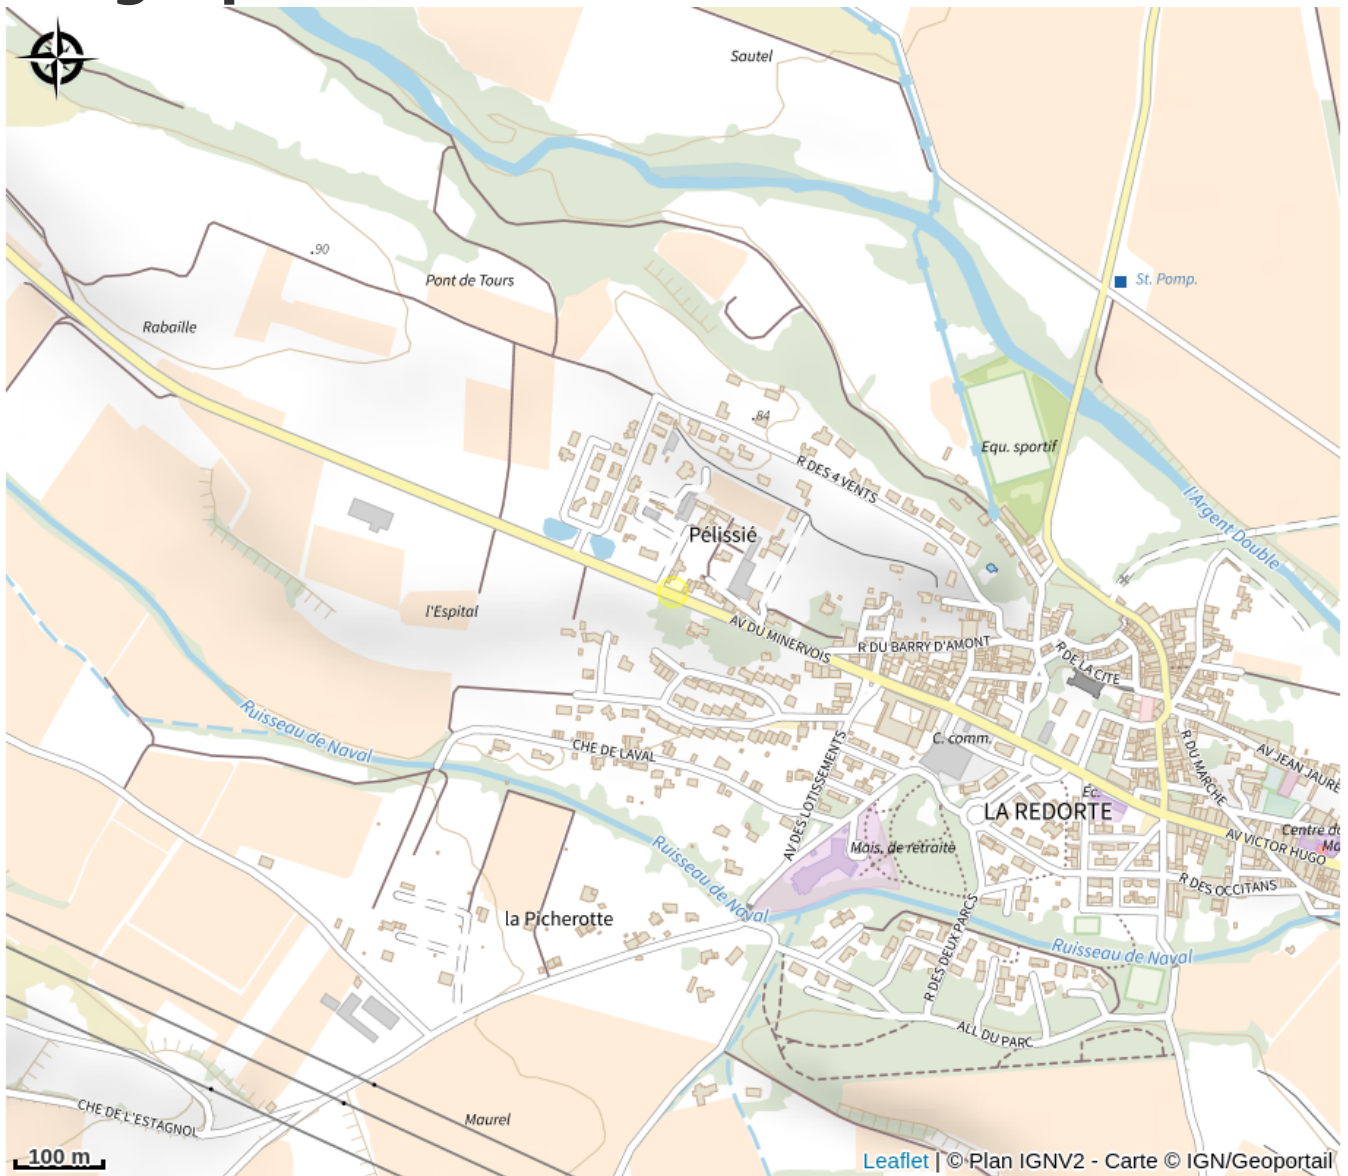 Sautel
.90
Pont de Tours
St. Pomp.
Rabaille
.84
Equ. sportif
R DES 4 VENTS
l'Argent Double
Pélissié
l'Espital
AV DU MINERVOIS
R DU BARRY D'AMONT
R DE LA CITE
Ruisseau de Naval
CHE DE LAVAL
C. comm.
R DU MARCHE
AV JEAN JAURE
AV DES LOTISSEMENTS
Éc.
LA REDORTE
Centre d
Ma
AV VICTOR HUGO
Mais. de retraite
Ruisseau de Naval
R DES OCCITANS
la Picherotte
R DES DEUX PARCS
Ruisseau de Naval
ALL DU PARC
CHE DE L'ESTAGNOL
Maurel
100 m
Leaflet | © Plan IGNV2 - Carte © IGN/Geoportail